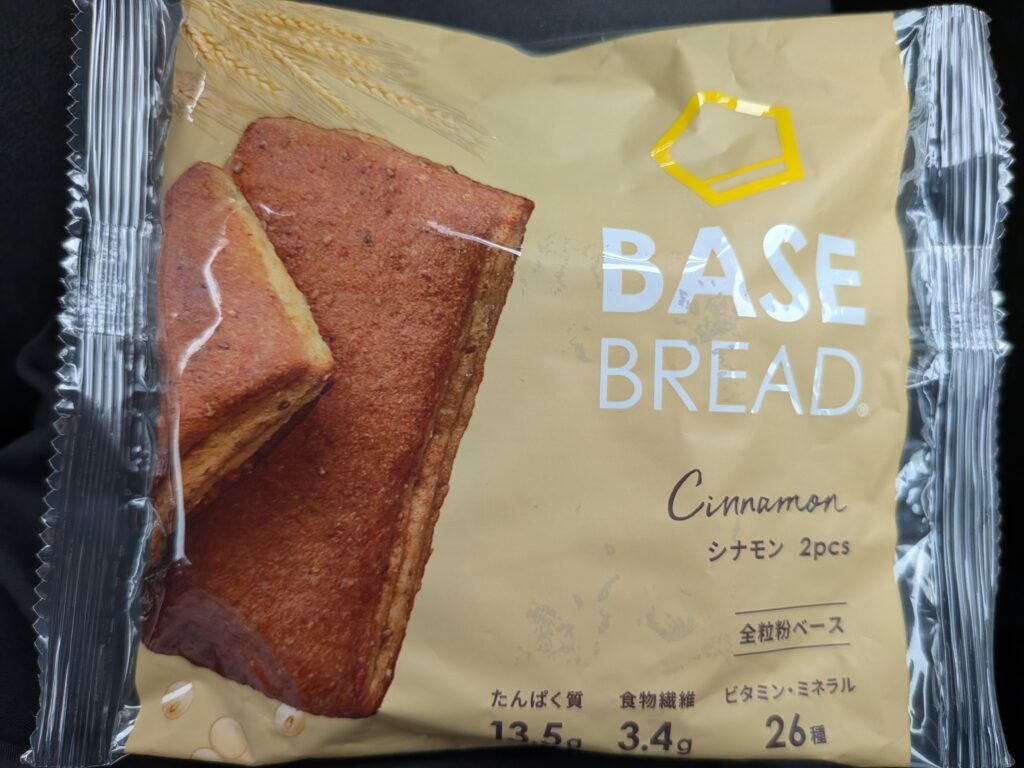 BASE
BREAD®
Cinnamon
シナモン 2pcs
全粒粉ベース
たんぱく質 食物繊維 ビタミン・ミネラル
13.5g 3.4g 26種